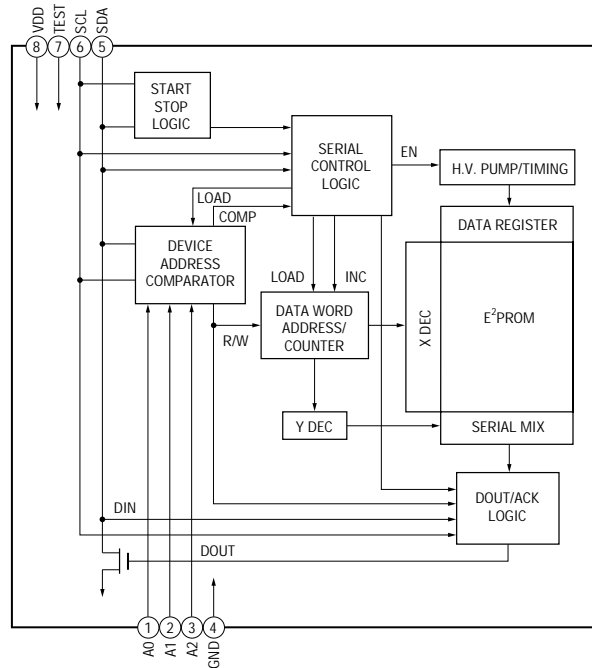 VDD
TEST
SCL
SDA
8
7
6
5
START
STOP
LOGIC
SERIAL
CONTROL
LOGIC
EN
H.V. PUMP/TIMING
LOAD
COMP
DATA REGISTER
DEVICE
ADDRESS
COMPARATOR
LOAD
INC
R/W
DATA WORD
ADDRESS/
COUNTER
X DEC
E²PROM
Y DEC
SERIAL MIX
DOUT/ACK
LOGIC
DIN
DOUT
1
2
3
4
A0
A1
A2
GND